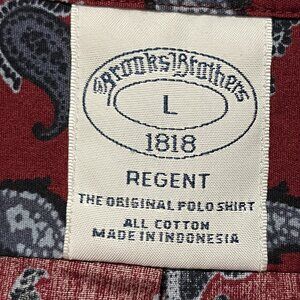 Brooks Brothers
L
1818
REGENT
THE ORIGINAL POLO SHIRT
ALL COTTON
MADE IN INDONESIA